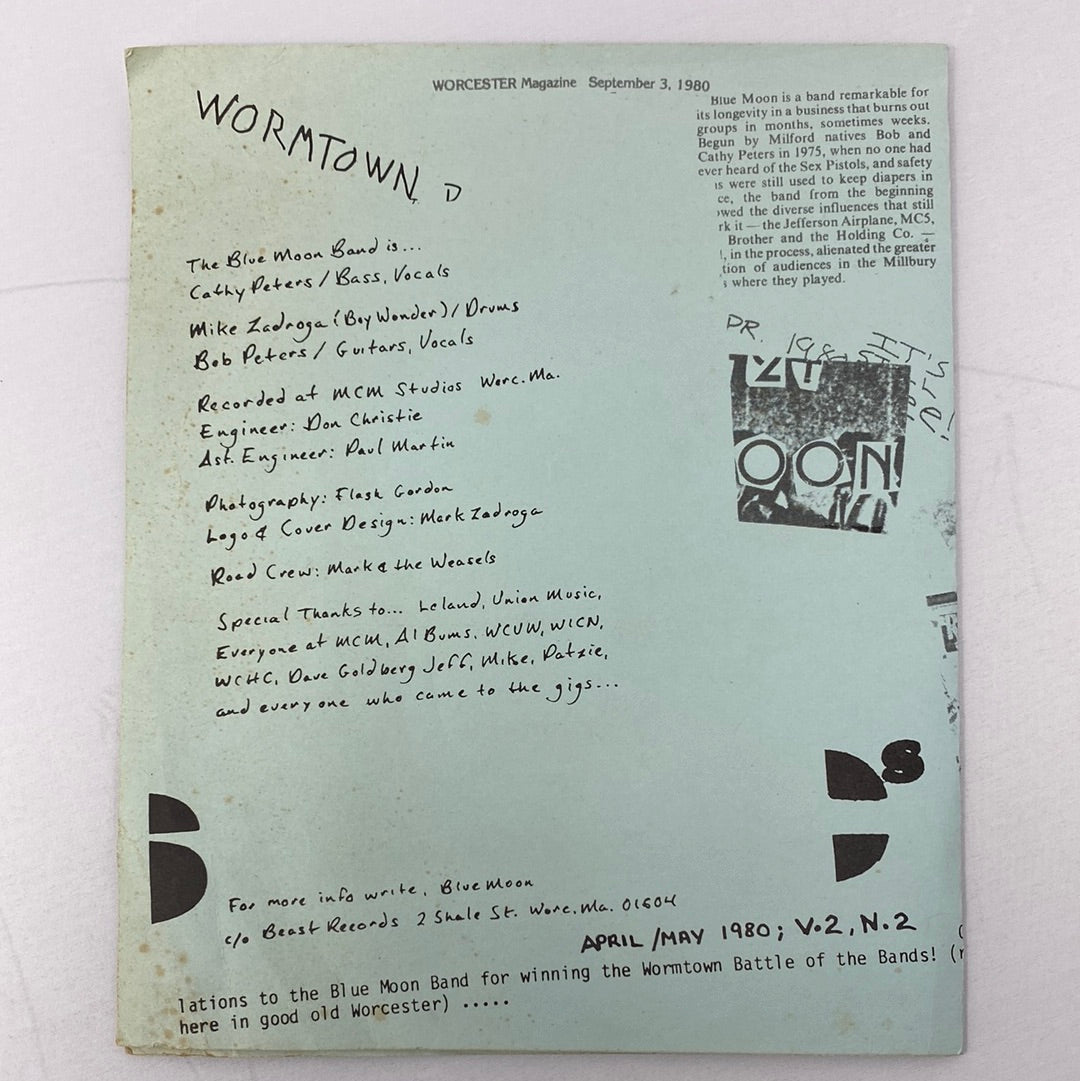 WORMTOWN D
WORCESTER Magazine September 3, 1980
Blue Moon is a band remarkable for
its longevity in a business that burns out
groups in months, sometimes weeks.
Begun by Milford natives Bob and
Cathy Peters in 1975, when no one had
ever heard of the Sex Pistols, and safety
is were still used to keep diapers in
ce, the band from the beginning
owed the diverse influences that still
rk it — the Jefferson Airplane, MC5,
Brother and the Holding Co. —
l, in the process, alienated the greater
tion of audiences in the Millbury
s where they played.
The Blue Moon Band is...
Cathy Peters / Bass, Vocals
Mike Zadroga (Boy Wonder) / Drums
Bob Peters / Guitars, Vocals
Recorded at MCM Studios Worc. Ma.
Engineer: Don Christie
Ast. Engineer: Paul Martin
Photography: Flash Gordon
Logo & Cover Design: Mark Zadroga
Road Crew: Mark & the Weasels
Special Thanks to... Leland, Union Music,
Everyone at MCM, Al Bums, WCUW, WICN,
WCHC, Dave Goldberg Jeff, Mike, Patzie,
and everyone who came to the gigs...
DR.
IT'S
OON
For more info write, Blue Moon
c/o Beast Records 2 Shale St. Worc. Ma. 01604
APRIL / MAY 1980; V.2, N.2
lations to the Blue Moon Band for winning the Wormtown Battle of the Bands! (r
here in good old Worcester) .....